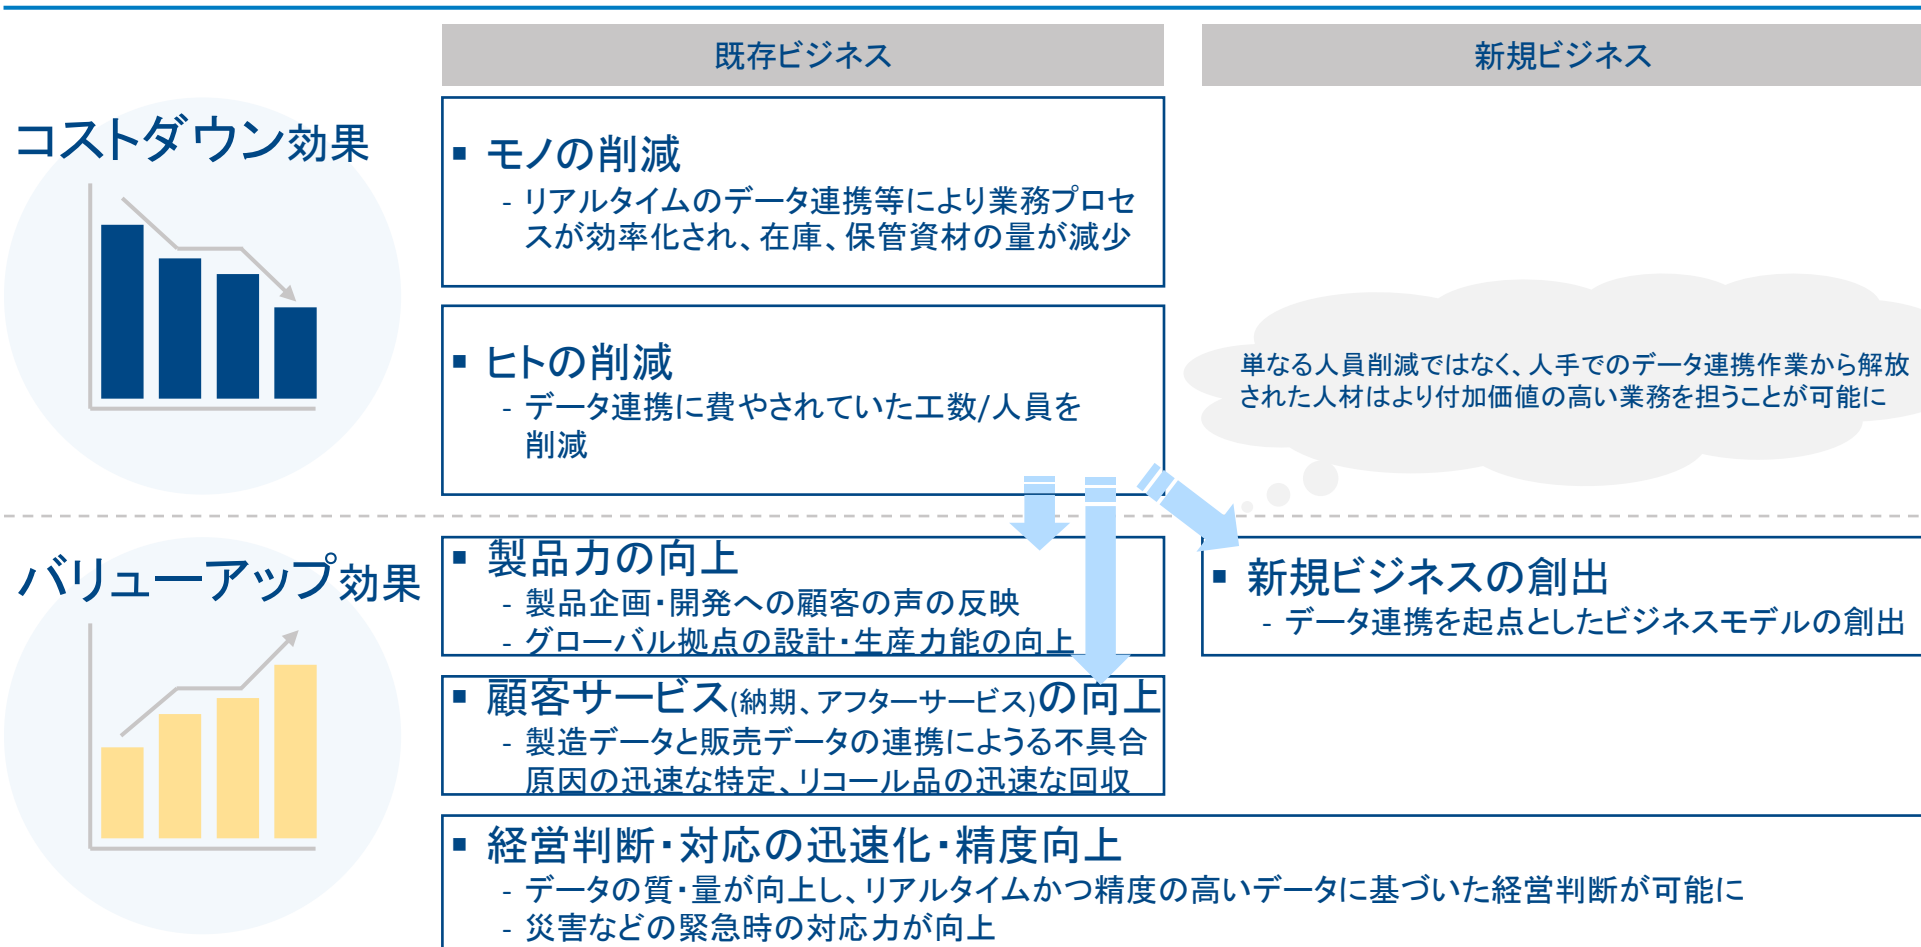 既存ビジネス
新規ビジネス
コストダウン効果
▪ モノの削減
- リアルタイムのデータ連携等により業務プロセ
スが効率化され、在庫、保管資材の量が減少
▪ ヒトの削減
- データ連携に費やされていた工数/人員を
削減
単なる人員削減ではなく、人手でのデータ連携作業から解放
された人材はより付加価値の高い業務を担うことが可能に
バリューアップ効果
▪ 製品力の向上
- 製品企画・開発への顧客の声の反映
- グローバル拠点の設計・生産力能の向上
▪ 新規ビジネスの創出
- データ連携を起点としたビジネスモデルの創出
▪ 顧客サービス(納期、アフターサービス)の向上
- 製造データと販売データの連携にようる不具合
原因の迅速な特定、リコール品の迅速な回収
▪ 経営判断・対応の迅速化・精度向上
- データの質・量が向上し、リアルタイムかつ精度の高いデータに基づいた経営判断が可能に
- 災害などの緊急時の対応力が向上